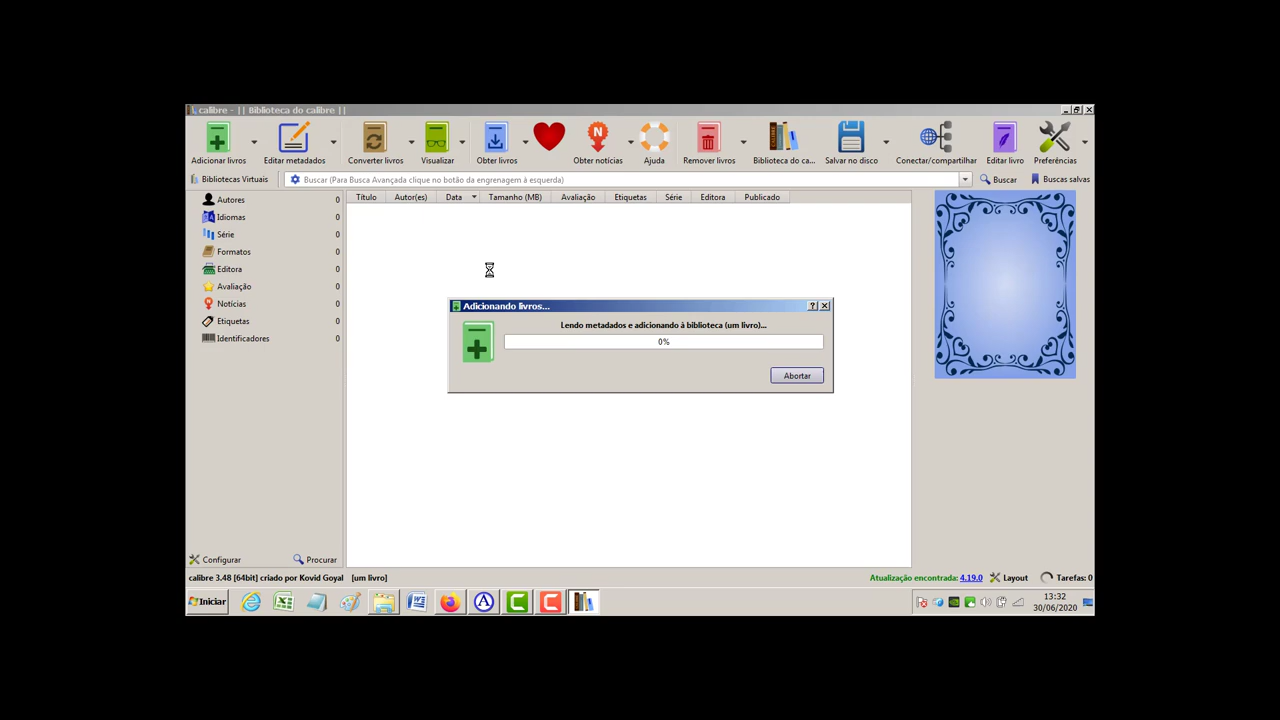 calibre - || Biblioteca do calibre ||
Adicionar livros
Editar metadados
Converter livros
Visualizar
Obter livros
N
Obter notícias
Ajuda
Remover livros
Biblioteca do ca...
Salvar no disco
Conectar/compartilhar
Editar livro
Preferências
Bibliotecas Virtuais
Buscar (Para Busca Avançada clique no botão da engrenagem à esquerda)
Buscar
Buscas salvas
Autores 0
Idiomas 0
Série 0
Formatos 0
Editora 0
Avaliação 0
Notícias 0
Etiquetas 0
Identificadores 0
Título Autor(es) Data Tamanho (MB) Avaliação Etiquetas Série Editora Publicado
Adicionando livros...
Lendo metadados e adicionando à biblioteca (um livro)...
0%
Abortar
Configurar
Procurar
calibre 3.48 [64bit] criado por Kovid Goyal [um livro]
Atualização encontrada: 4.19.0
Layout
Tarefas: 0
Iniciar
13:32
30/06/2020